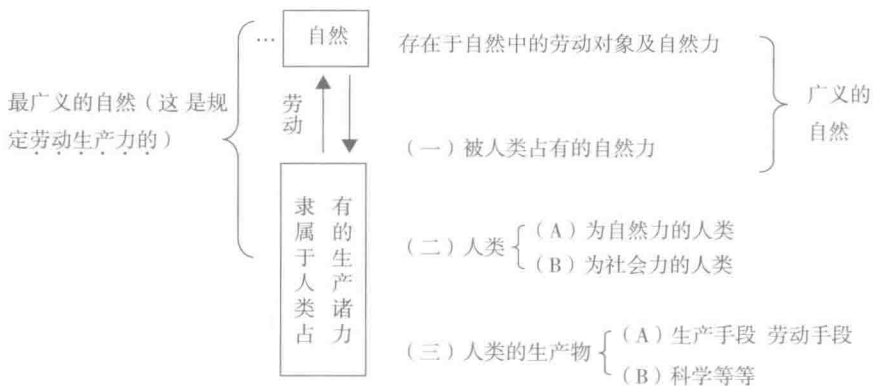 … 自然
存在于自然中的劳动对象及自然力
最广义的自然（这 是规
定劳动生产力的）
劳动
广义的
自然
（一）被人类占有的自然力
隶属于人类占
有的生产诸力
（二）人类
（A）为自然力的人类
（B）为社会力的人类
（三）人类的生产物
（A）生产手段 劳动手段
（B）科学等等